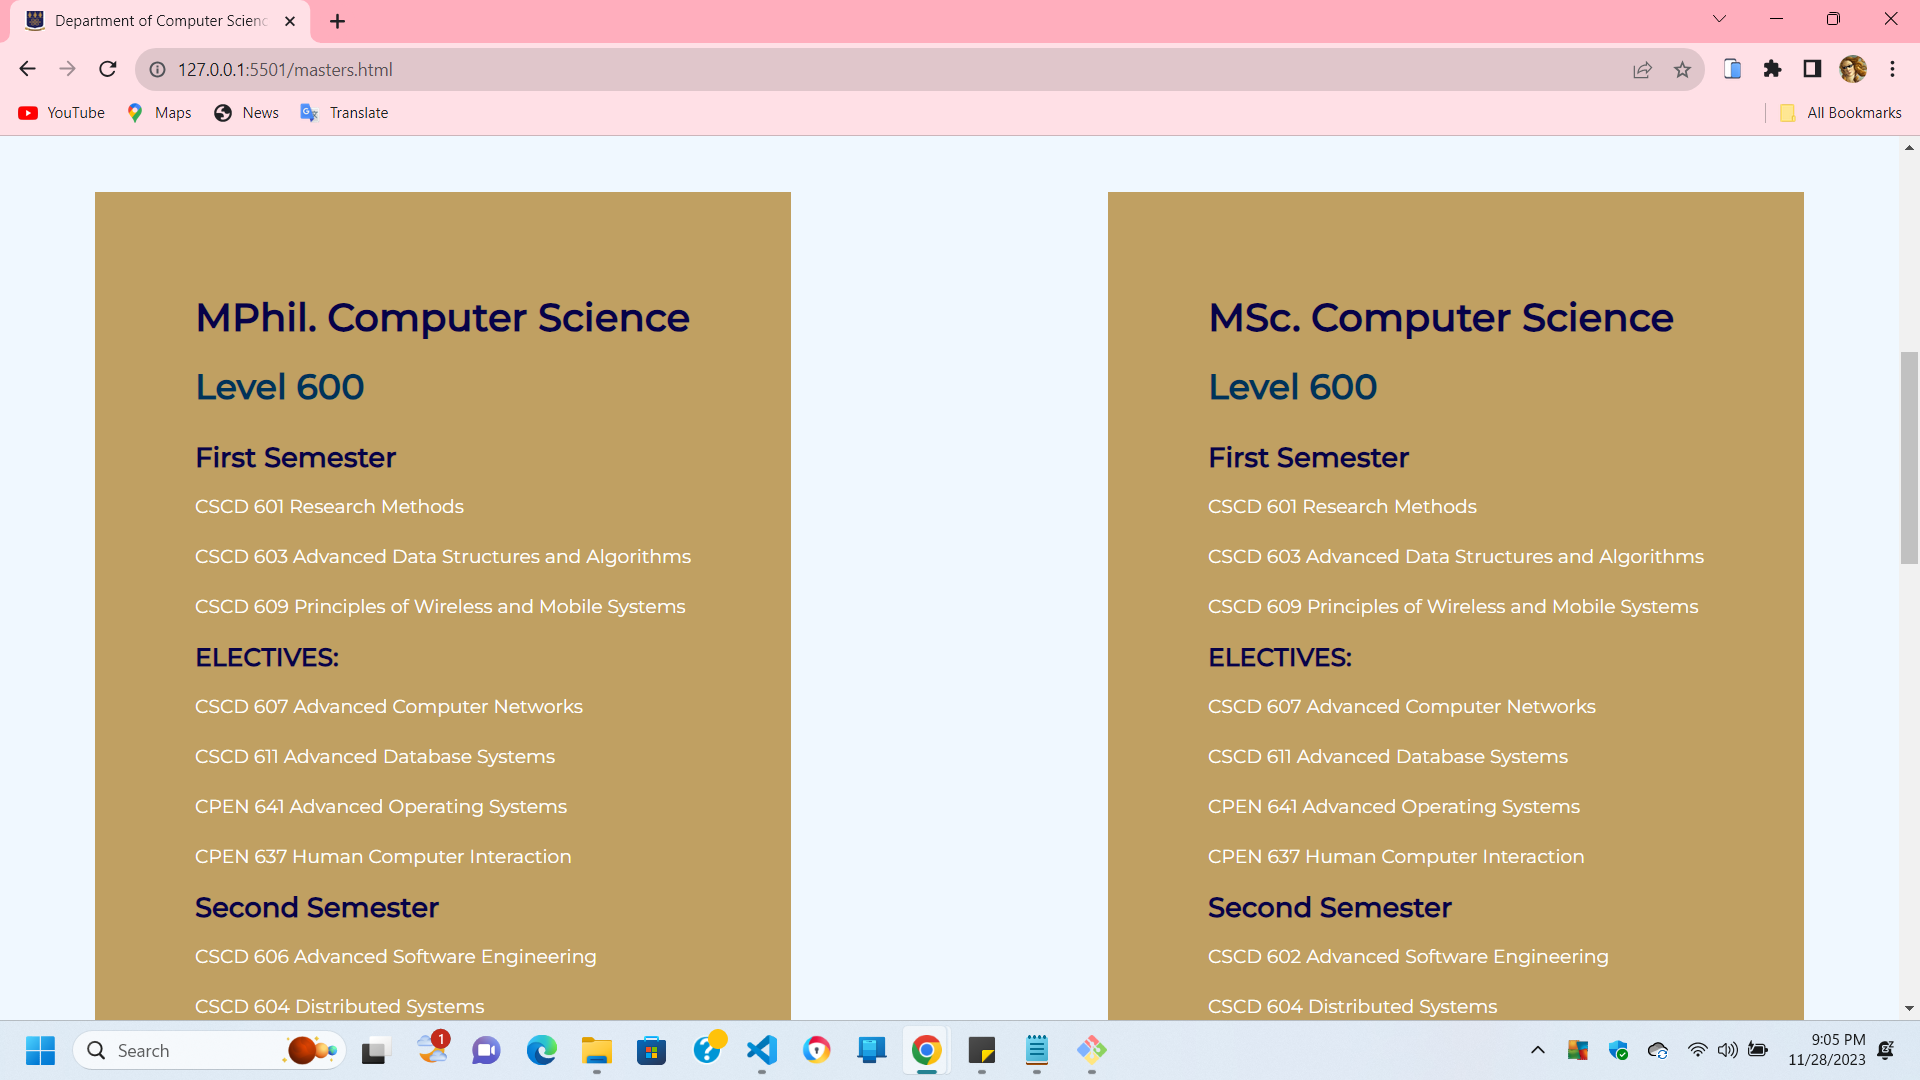 Department of Computer Scienc
127.0.0.1:5501/masters.html
YouTube
Maps
News
Translate
All Bookmarks
MPhil. Computer Science
Level 600
First Semester
CSCD 601 Research Methods
CSCD 603 Advanced Data Structures and Algorithms
CSCD 609 Principles of Wireless and Mobile Systems
ELECTIVES:
CSCD 607 Advanced Computer Networks
CSCD 611 Advanced Database Systems
CPEN 641 Advanced Operating Systems
CPEN 637 Human Computer Interaction
Second Semester
CSCD 606 Advanced Software Engineering
CSCD 604 Distributed Systems
MSc. Computer Science
Level 600
First Semester
CSCD 601 Research Methods
CSCD 603 Advanced Data Structures and Algorithms
CSCD 609 Principles of Wireless and Mobile Systems
ELECTIVES:
CSCD 607 Advanced Computer Networks
CSCD 611 Advanced Database Systems
CPEN 641 Advanced Operating Systems
CPEN 637 Human Computer Interaction
Second Semester
CSCD 602 Advanced Software Engineering
CSCD 604 Distributed Systems
Search
1
9:05 PM
11/28/2023